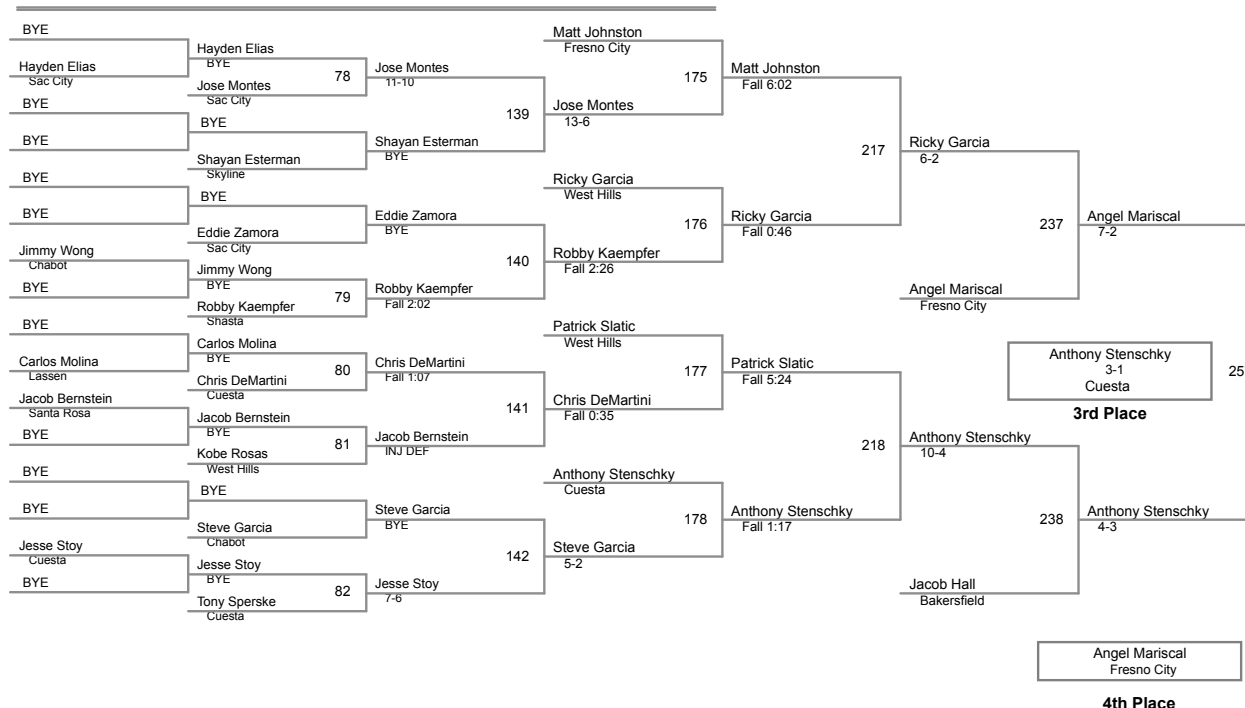 BYE
Hayden Elias
Sac City
BYE
BYE
BYE
BYE
Jimmy Wong
Chabot
BYE
BYE
Carlos Molina
Lassen
Jacob Bernstein
Santa Rosa
BYE
BYE
BYE
Jesse Stoy
Cuesta
BYE
Hayden Elias
BYE
78
Jose Montes
Sac City
BYE
Shayan Esterman
Skyline
BYE
Eddie Zamora
Sac City
Jimmy Wong
BYE
79
Robby Kaempfer
Shasta
Carlos Molina
BYE
80
Chris DeMartini
Cuesta
Jacob Bernstein
BYE
81
Kobe Rosas
West Hills
BYE
Steve Garcia
Chabot
Jesse Stoy
BYE
82
Tony Sperske
Cuesta
Jose Montes
11-10
139
Shayan Esterman
BYE
Eddie Zamora
BYE
140
Robby Kaempfer
Fall 2:02
Chris DeMartini
Fall 1:07
141
Jacob Bernstein
INJ DEF
Steve Garcia
BYE
142
Jesse Stoy
7-6
Matt Johnston
Fresno City
175
Jose Montes
13-6
Ricky Garcia
West Hills
176
Robby Kaempfer
Fall 2:26
Patrick Slatic
West Hills
177
Chris DeMartini
Fall 0:35
Anthony Stenschky
Cuesta
178
Steve Garcia
5-2
Matt Johnston
Fall 6:02
217
Ricky Garcia
Fall 0:46
Patrick Slatic
Fall 5:24
218
Anthony Stenschky
Fall 1:17
Ricky Garcia
6-2
237
Angel Mariscal
Fresno City
Anthony Stenschky
10-4
238
Jacob Hall
Bakersfield
Angel Mariscal
7-2
Anthony Stenschky
3-1
Cuesta
25
3rd Place
Anthony Stenschky
4-3
Angel Mariscal
Fresno City
4th Place